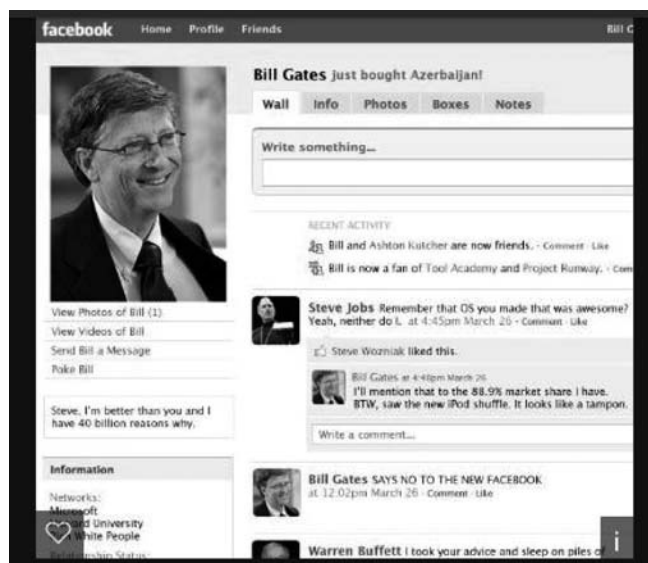 facebook Home Profile Friends Bill G
Bill Gates just bought Azerbaijan!
Wall Info Photos Boxes Notes
Write something...
RECENT ACTIVITY
Bill and Ashton Kutcher are now friends. - Comment - Like
Bill is now a fan of Tool Academy and Project Runway. - Com
View Photos of Bill (1)
View Videos of Bill
Send Bill a Message
Poke Bill
Steve, I'm better than you and I
have 40 billion reasons why.
Information
Networks:
Microsoft
ard University
White People
Relationship Status:
Steve Jobs Remember that OS you made that was awesome?
Yeah, neither do I. at 4:45pm March 26 - Comment - Like
Steve Wozniak liked this.
Bill Gates at 4:48pm March 26
I'll mention that to the 88.9% market share I have.
BTW, saw the new iPod shuffle. It looks like a tampon.
Write a comment...
Bill Gates SAYS NO TO THE NEW FACEBOOK
at 12:02pm March 26 - Comment - Like
Warren Buffett I took your advice and sleep on piles of
i